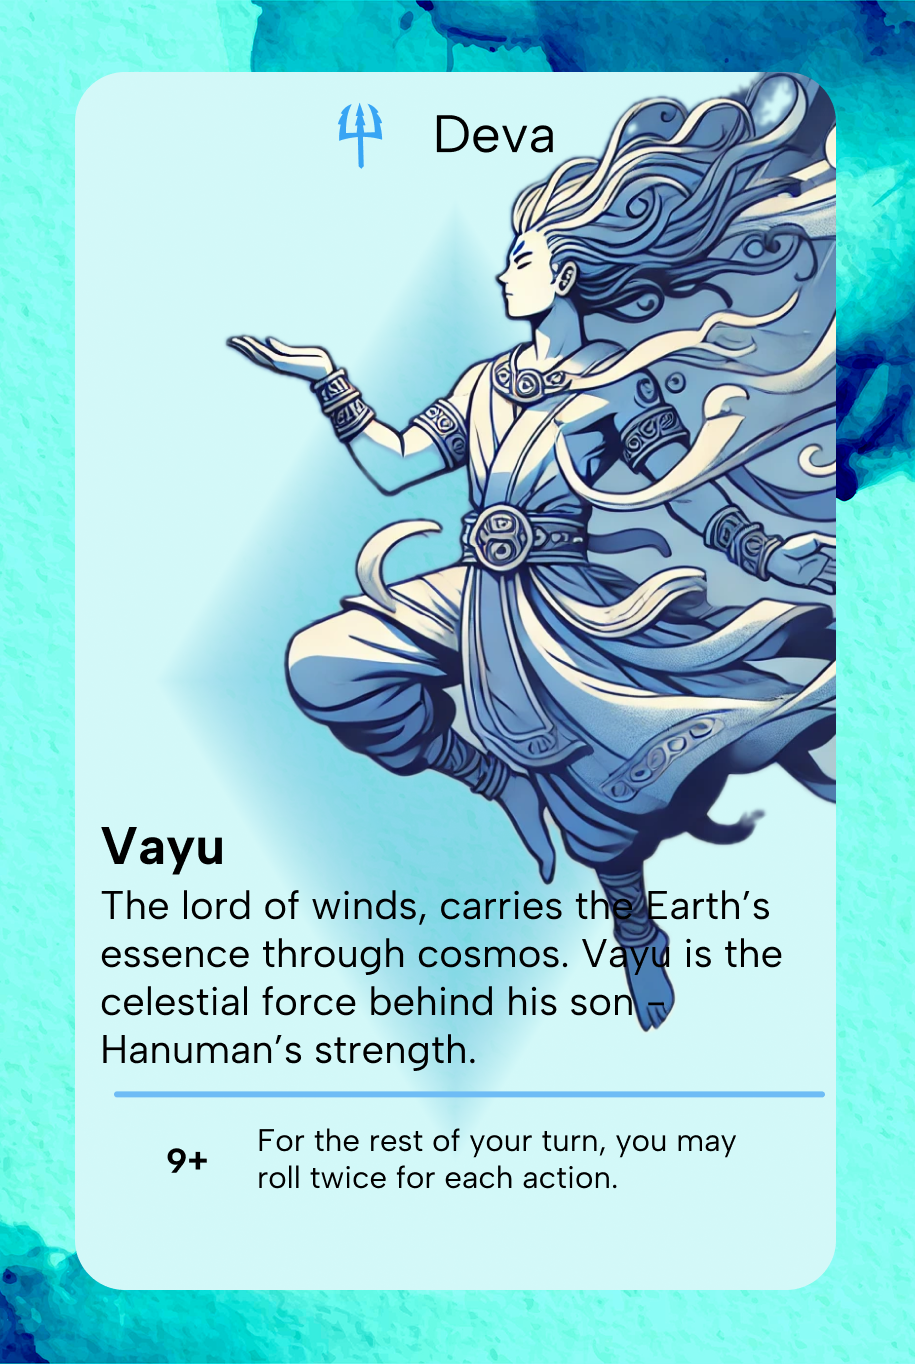 Deva
Vayu
The lord of winds, carries the Earth’s
essence through cosmos. Vayu is the
celestial force behind his son -
Hanuman’s strength.
9+
For the rest of your turn, you may
roll twice for each action.